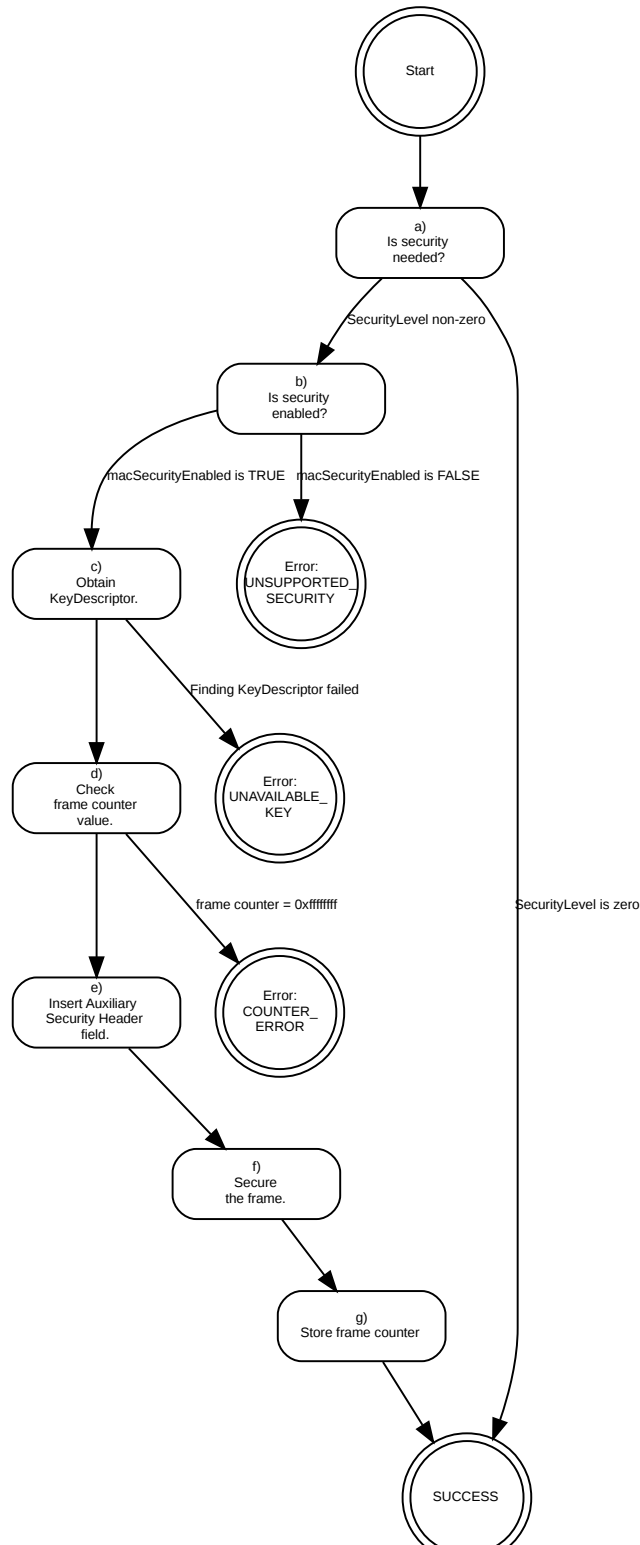 Start
a)
Is security
needed?
SecurityLevel non-zero
b)
Is security
enabled?
macSecurityEnabled is TRUE
macSecurityEnabled is FALSE
c)
Obtain
KeyDescriptor.
Error:
UNSUPPORTED_
SECURITY
Finding KeyDescriptor failed
d)
Check
frame counter
value.
Error:
UNAVAILABLE_
KEY
frame counter = 0xffffffff
SecurityLevel is zero
e)
Insert Auxiliary
Security Header
field.
Error:
COUNTER_
ERROR
f)
Secure
the frame.
g)
Store frame counter
SUCCESS